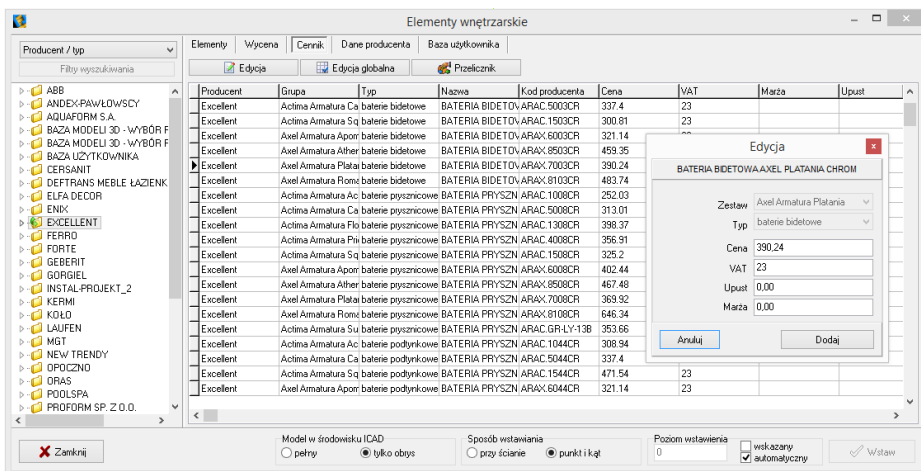 Elementy wnętrzarskie
Producent / typ
Filtry wyszukiwania
Elementy Wycena Cennik Dane producenta Baza użytkownika
Edycja Edycja globalna Przelicznik
ABB
ANDEX-PAWŁOWSCY
AQUAFORM S.A.
BAZA MODELI 3D - WYBÓR
BAZA MODELI 3D - WYBÓR
BAZA UŻYTKOWNIKA
CERSANIT
DEFTRANS MEBLE ŁAZIENK
ELFA DECOR
ENIX
EXCELLENT
FERRO
FORTE
GEBERIT
GORGIEL
INSTAL-PROJEKT_2
KERMI
KOŁO
LAUFEN
MGT
NEW TRENDY
OPOCZNO
ORAS
POOLSPA
PROFORM SP. Z O.O.
Producent Grupa Typ Nazwa Kod producenta Cena VAT Marża Upust
Excellent Actima Armatura Ca baterie bidetowe BATERIA BIDETOV ARAC.5003CR 337.4 23
Excellent Actima Armatura Sq baterie bidetowe BATERIA BIDETOV ARAC.1503CR 300.81 23
Excellent Axel Armatura Apom baterie bidetowe BATERIA BIDETOV ARAX.6003CR 321.14
Excellent Axel Armatura Ather baterie bidetowe BATERIA BIDETOV ARAX.8503CR 459.35
Excellent Axel Armatura Platai baterie bidetowe BATERIA BIDETOV ARAX.7003CR 390.24
Excellent Axel Armatura Roma baterie bidetowe BATERIA BIDETOV ARAX.8103CR 483.74
Excellent Actima Armatura Ac baterie prysznicowe BATERIA PRYSZN ARAC.1008CR 252.03
Excellent Actima Armatura Ca baterie prysznicowe BATERIA PRYSZN ARAC.5008CR 313.01
Excellent Actima Armatura Flo baterie prysznicowe BATERIA PRYSZN ARAC.1308CR 398.37
Excellent Actima Armatura Pri baterie prysznicowe BATERIA PRYSZN ARAC.4008CR 356.91
Excellent Actima Armatura Sq baterie prysznicowe BATERIA PRYSZN ARAC.1508CR 325.2
Excellent Axel Armatura Apom baterie prysznicowe BATERIA PRYSZN ARAX.6008CR 402.44
Excellent Axel Armatura Ather baterie prysznicowe BATERIA PRYSZN ARAX.8508CR 467.48
Excellent Axel Armatura Platai baterie prysznicowe BATERIA PRYSZN ARAX.7008CR 369.92
Excellent Axel Armatura Roma baterie prysznicowe BATERIA PRYSZN ARAX.8108CR 646.34
Excellent Actima Armatura Su baterie prysznicowe BATERIA PRYSZN ARAC.GR-LY-13B 353.66
Excellent Actima Armatura Ac baterie podtynkowe BATERIA PRYSZN ARAC.1044CR 308.94
Excellent Actima Armatura Ca baterie podtynkowe BATERIA PRYSZN ARAC.5044CR 337.4
Excellent Actima Armatura Sq baterie podtynkowe BATERIA PRYSZN ARAC.1544CR 471.54 23
Excellent Axel Armatura Apom baterie podtynkowe BATERIA PRYSZN ARAX.6044CR 321.14 23
Edycja
BATERIA BIDETOWA AXEL PLATANIA CHROM
Zestaw Axel Armatura Platania
Typ baterie bidetowe
Cena 390,24
VAT 23
Upust 0,00
Marża 0,00
Anuluj Dodaj
Zamknij
Model w środowisku ICAD
pełny tylko obrys
Sposób wstawiania
przy ścianie punkt i kąt
Poziom wstawienia
0
wskazany
automatyczny
Wstaw